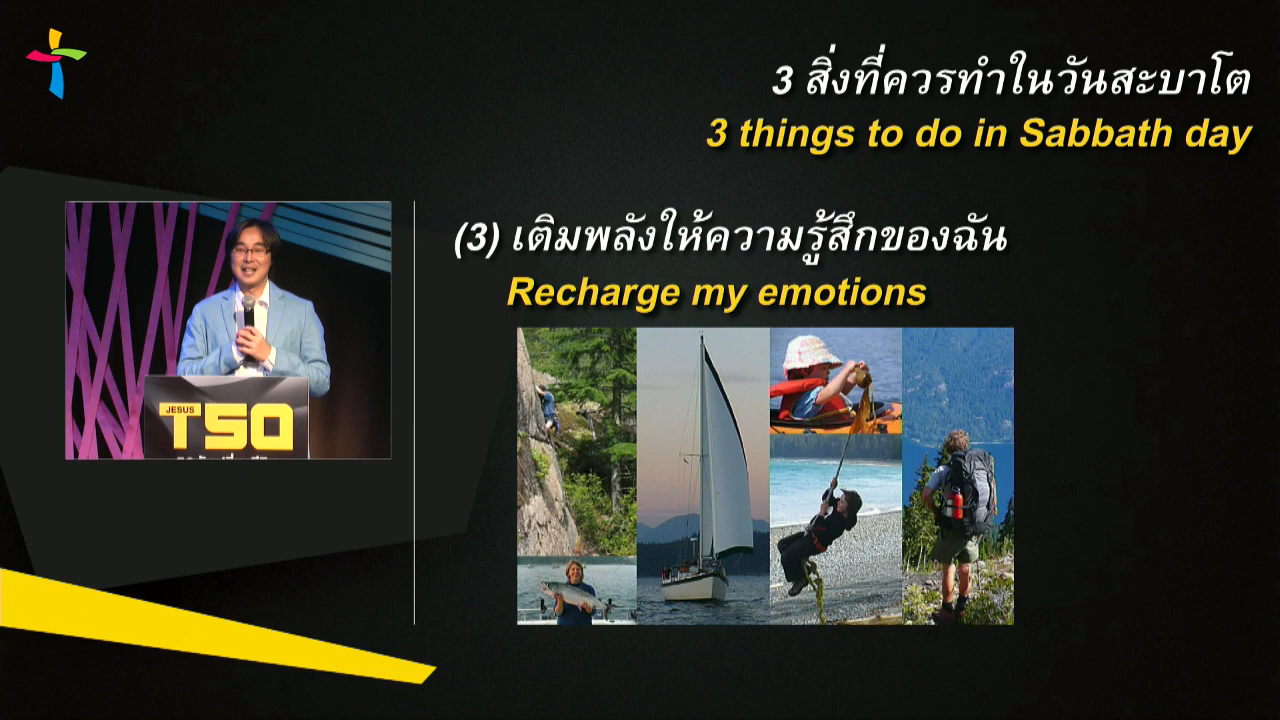 3 สิ่งที่ควรทำในวันสะบาโต
3 things to do in Sabbath day
(3) เติมพลังให้ความรู้สึกของฉัน
Recharge my emotions
JESUS
T50